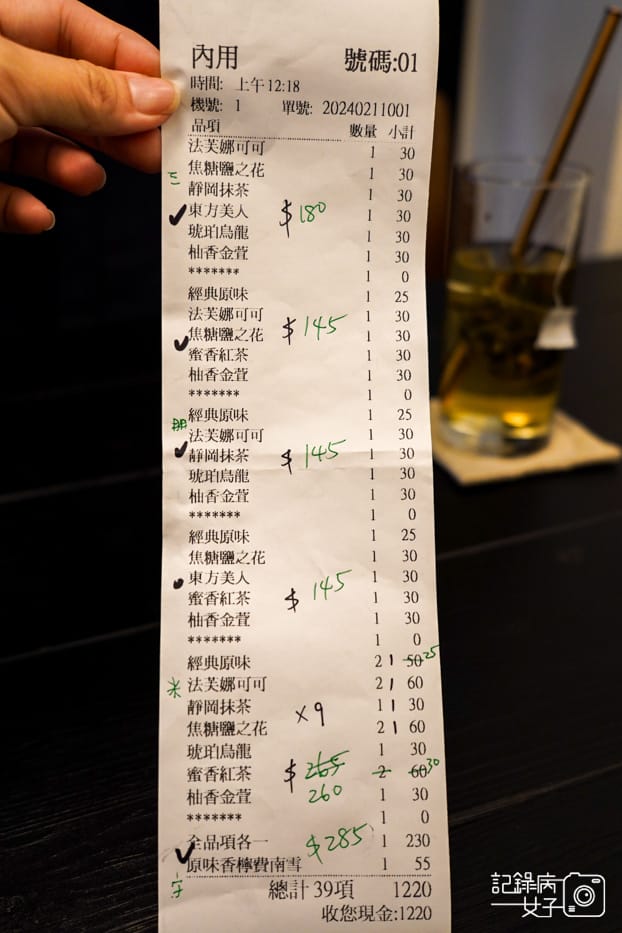 內用 號碼:01
時間: 上午12:18
機號: 1 單號: 20240211001
品項 數量 小計
法芙娜可可 1 30
焦糖鹽之花 1 30
三 靜岡抹茶 1 30
✓ 東方美人 $180 1 30
琥珀烏龍 1 30
柚香金萱 1 30
******* 1 0
經典原味 1 25
法芙娜可可 1 30
✓ 焦糖鹽之花 $145 1 30
蜜香紅茶 1 30
柚香金萱 1 30
******* 1 0
經典原味 1 25
法芙娜可可 1 30
✓ 靜岡抹茶 $145 1 30
琥珀烏龍 1 30
柚香金萱 1 30
******* 1 0
經典原味 1 25
焦糖鹽之花 1 30
東方美人 $145 1 30
蜜香紅茶 1 30
柚香金萱 1 30
******* 1 0
經典原味 2 1 50 25
米 法芙娜可可 2 1 60
靜岡抹茶 1 1 30
x9
焦糖鹽之花 2 1 60
琥珀烏龍 1 30
蜜香紅茶 $265 2 60 30
柚香金萱 260 1 30
******* 1 0
全品項各一 $285 1 230
✓ 原味香檸費南雪 1 55
總計 39項 1220
收您現金:1220
記錄病女子